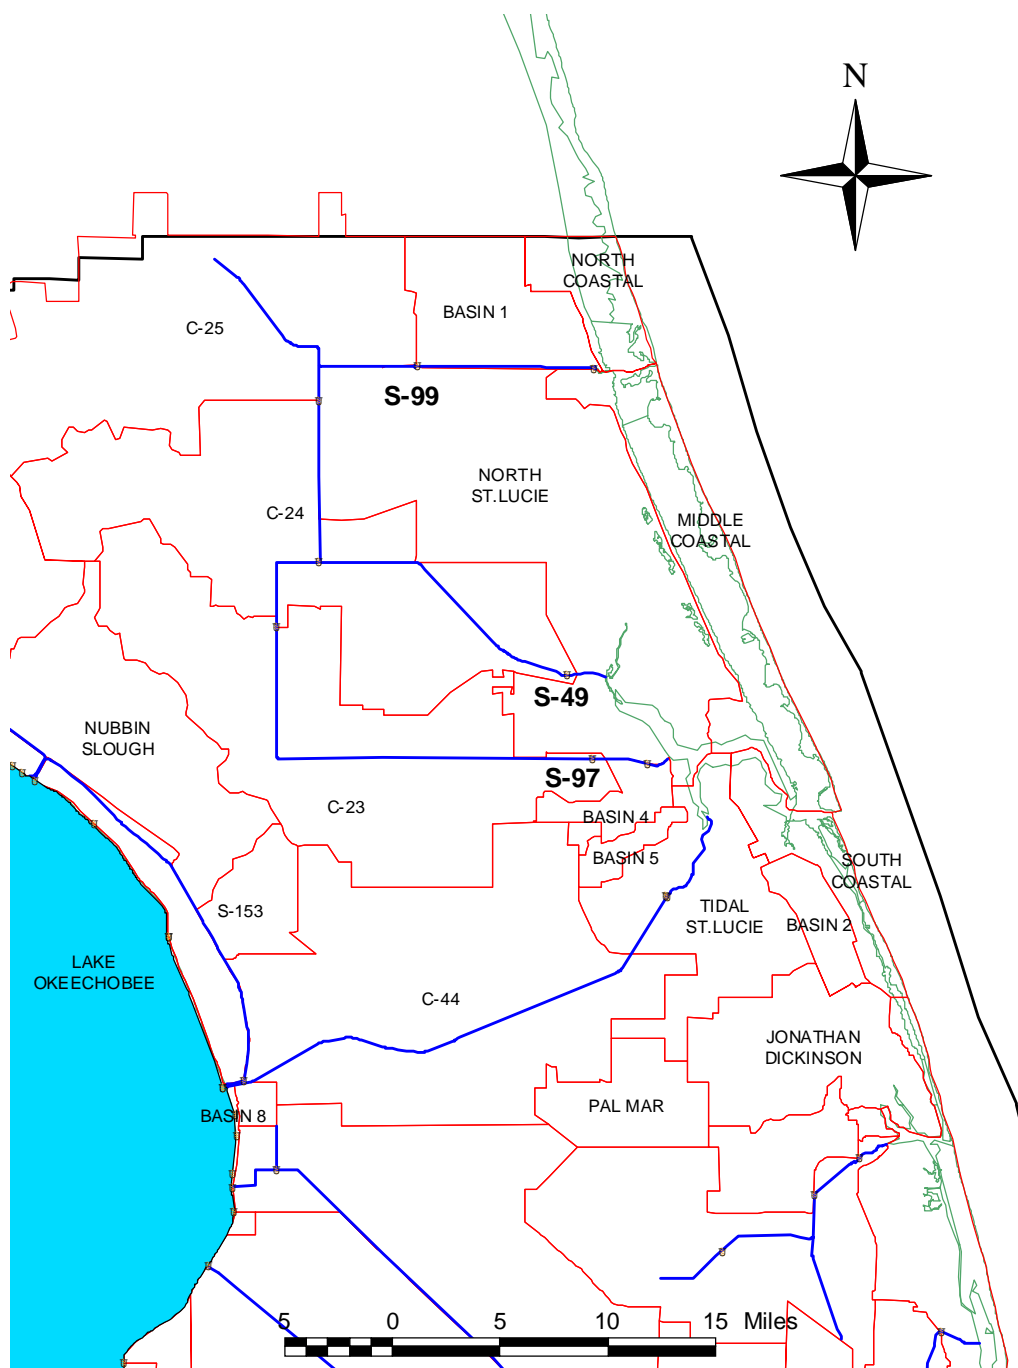 N
NORTH
COASTAL
BASIN 1
C-25
S-99
NORTH
ST.LUCIE
C-24
MIDDLE
COASTAL
S-49
NUBBIN
SLOUGH
S-97
C-23
BASIN 4
BASIN 5
SOUTH
COASTAL
S-153
TIDAL
ST.LUCIE
BASIN 2
LAKE
OKEECHOBEE
C-44
JONATHAN
DICKINSON
PAL MAR
BASIN 8
5 0 5 10 15 Miles